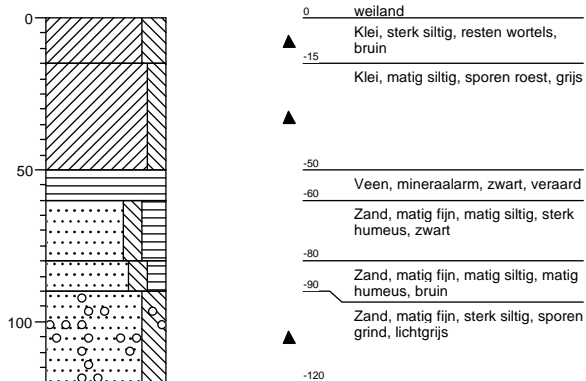 0
50
100
0
weiland
Klei, sterk siltig, resten wortels,
bruin
-15
Klei, matig siltig, sporen roest, grijs
-50
Veen, mineraalarm, zwart, veraard
-60
Zand, matig fijn, matig siltig, sterk
humeus, zwart
-80
Zand, matig fijn, matig siltig, matig
humeus, bruin
-90
Zand, matig fijn, sterk siltig, sporen
grind, lichtgrijs
-120